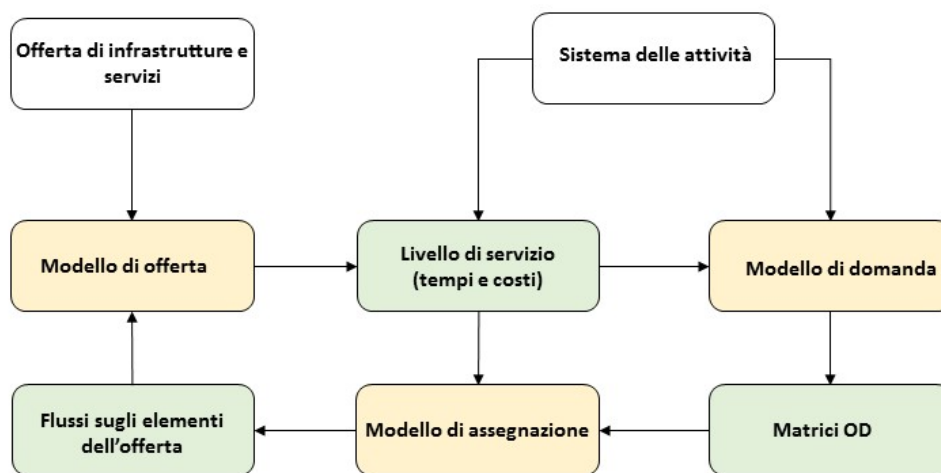 Offerta di infrastrutture e
servizi
Sistema delle attività
Modello di offerta
Livello di servizio
(tempi e costi)
Modello di domanda
Flussi sugli elementi
dell'offerta
Modello di assegnazione
Matrici OD